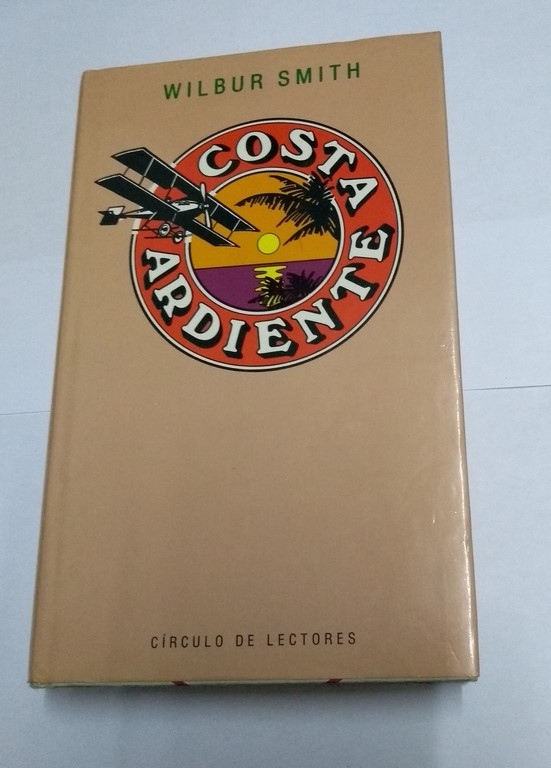 WILBUR SMITH
COSTA
ARDIENTE
CÍRCULO DE LECTORES